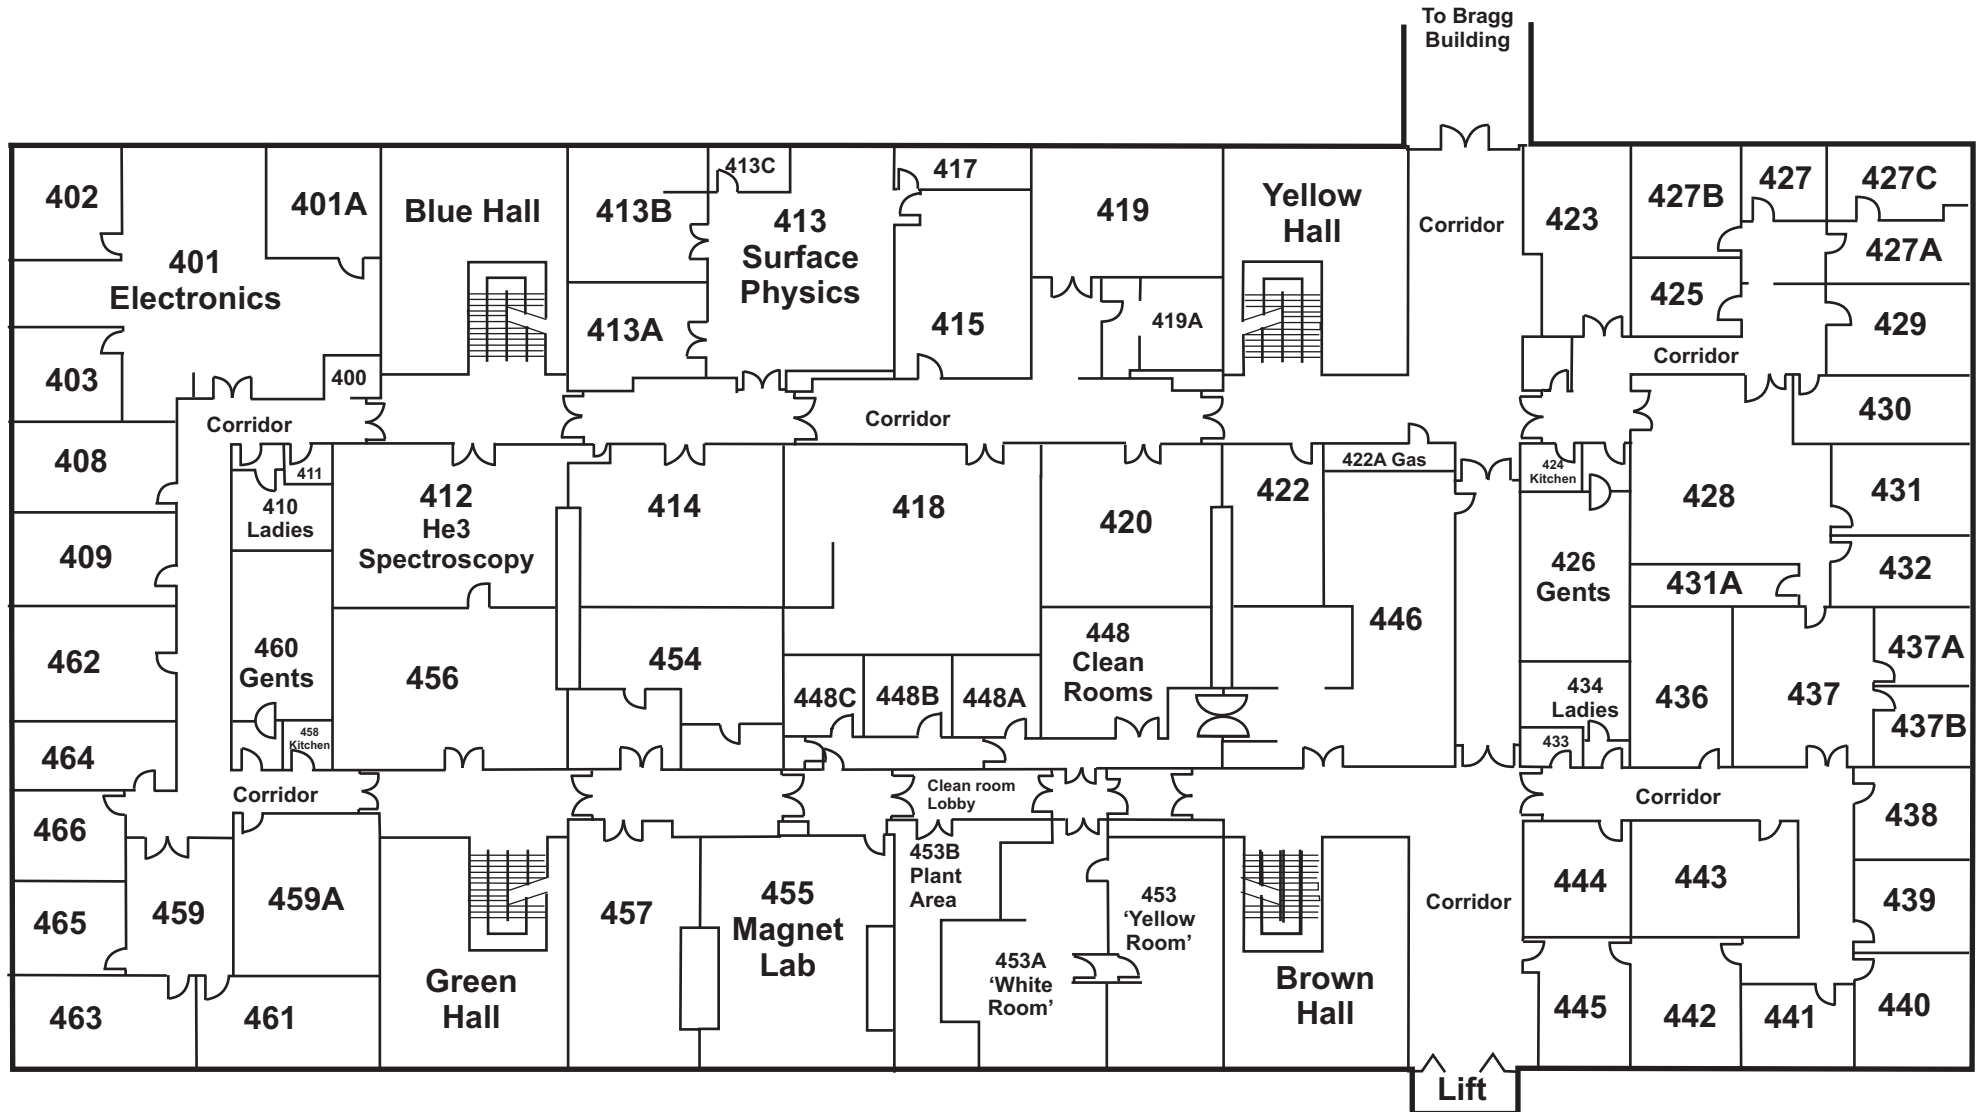 To Bragg
Building
402
401A
Blue Hall
413B
413C
413
Surface
Physics
417
419
Yellow
Hall
Corridor
423
427B
427
427C
427A
401
Electronics
413A
415
419A
425
429
403
400
Corridor
430
Corridor
Corridor
408
411
410
Ladies
412
He3
Spectroscopy
414
418
420
422
422A Gas
424
Kitchen
428
431
409
426
Gents
431A
432
462
460
Gents
456
454
448
Clean
Rooms
446
436
437
437A
448C
448B
448A
434
Ladies
437B
464
458
Kitchen
433
Corridor
Clean room
Lobby
Corridor
438
466
459
459A
465
457
455
Magnet
Lab
453B
Plant
Area
453
‘Yellow
Room’
Corridor
444
443
439
463
461
Green
Hall
453A
‘White
Room’
Brown
Hall
445
442
441
440
Lift